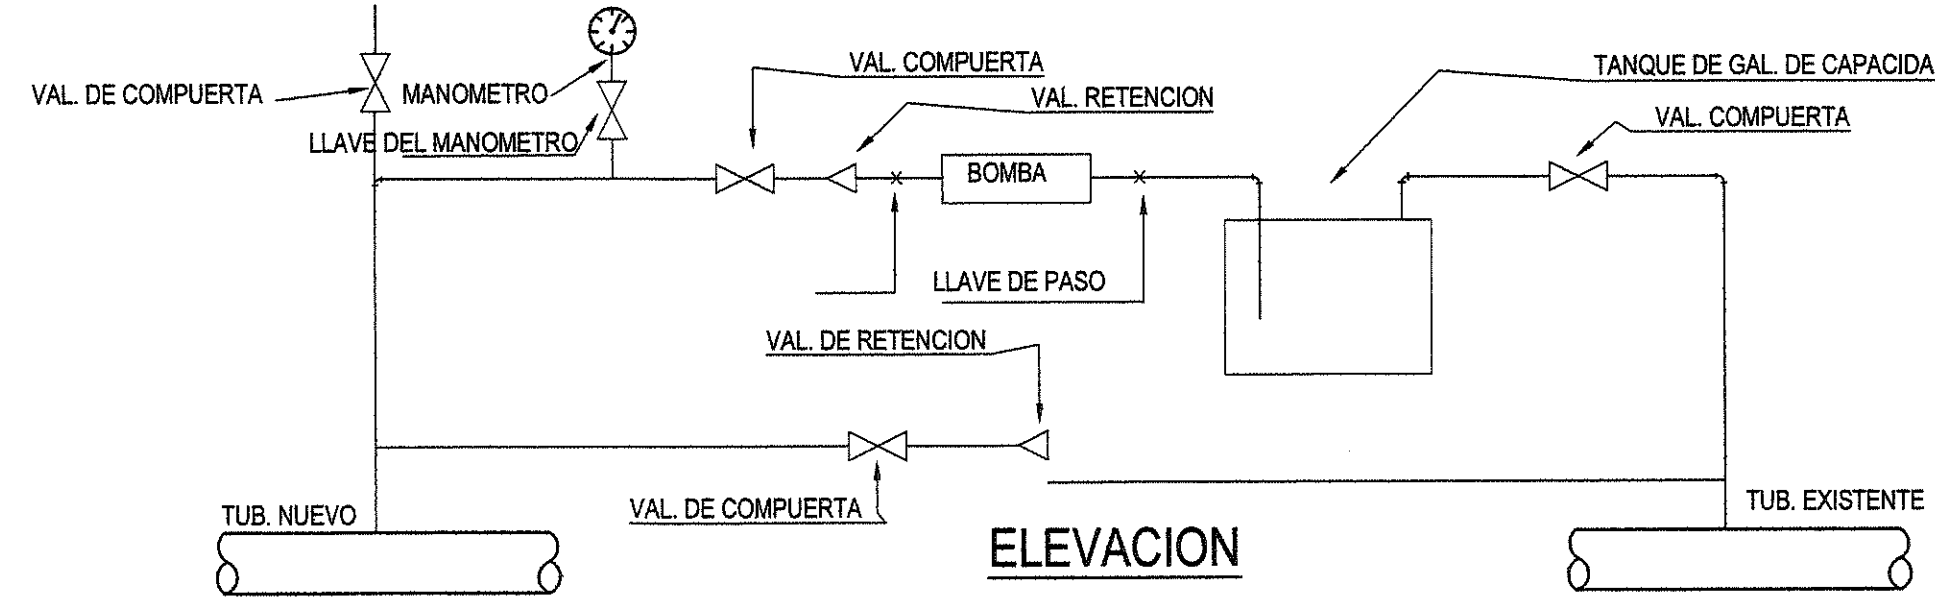 VAL. COMPUERTA
TANQUE DE GAL. DE CAPACIDA
VAL. DE COMPUERTA
MANOMETRO
VAL. RETENCION
VAL. COMPUERTA
LLAVE DEL MANOMETRO
BOMBA
LLAVE DE PASO
VAL. DE RETENCION
TUB. NUEVO
VAL. DE COMPUERTA
TUB. EXISTENTE
ELEVACION